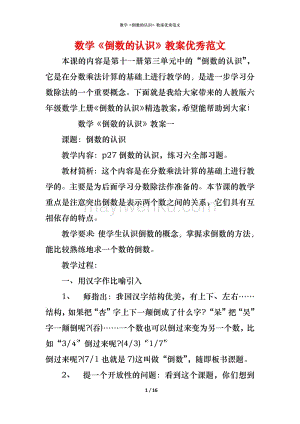 数学《倒数的认识》教案优秀范文
数学《倒数的认识》教案优秀范文
本课的内容是第十一册第三单元中的“倒数的认识”，
它是在分数乘法计算的基础上进行教学的，是进一步学习分
数除法的一个重要概念。下面就是我给大家带来的人教版六
年级数学上册《倒数的认识》精选教案，希望能帮助到大家！
数学《倒数的认识》教案一
课题：倒数的认识
教学内容：p27 倒数的认识，练习六全部习题。
教材简析：这个内容是在分数乘法计算的基础上进行教
学的。主要是为后面学习分数除法作准备的。本节课的教学
重点是注意突出倒数是表示两个数之间的关系，它们具有互
相依存的特点。
教学要求：使学生认识倒数的概念，掌握求倒数的方法，
能比较熟练地求一个数的倒数。
教学过程：
一、用汉字作比喻引入
1、 师指出：我国汉字结构优美，有上下、左右……
结构，如果把“杏”字上下一颠倒成了什么字？“呆”把“吴”
字一颠倒呢？(吞)……一个数也可以倒过来变为另一个数，比
如“3/4”倒过来呢？(4/3)“1/7”
倒过来呢？(7/1 也就是 7)这叫做“倒数”，随即板书课题。
2、 提一个开放性的问题：看到这个课题，你们想到
1 / 16